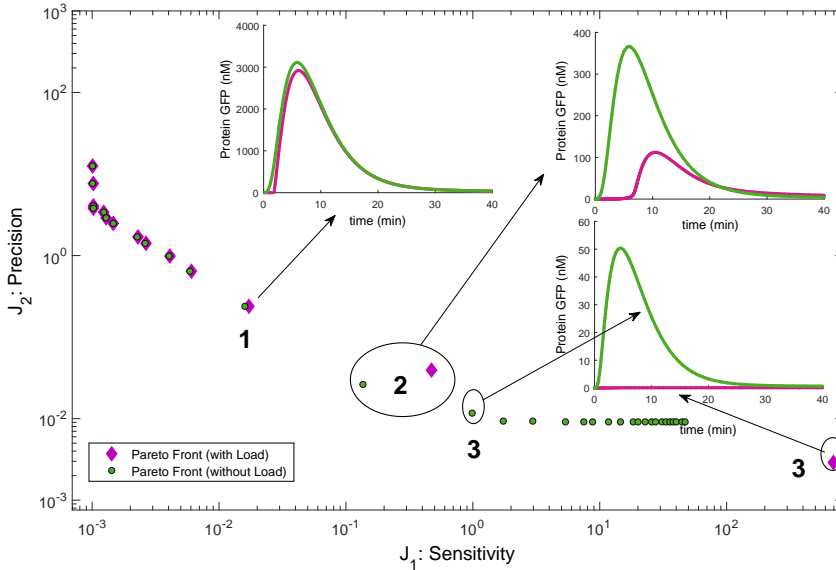 J2: Precision
10^2
10^0
10^-2
10^-3
Protein GFP (nM)
4000
3000
2000
1000
0
0 10 20 30 40
time (min)
Protein GFP (nM)
400
300
200
100
0
0 10 20 30 40
time (min)
Protein GFP (nM)
60
50
40
30
20
10
0
0 10 20 30 40
time (min)
1
2
3
3
Pareto Front (with Load)
Pareto Front (without Load)
10^-3 10^-2 10^-1 10^0 10^1 10^2
J1: Sensitivity